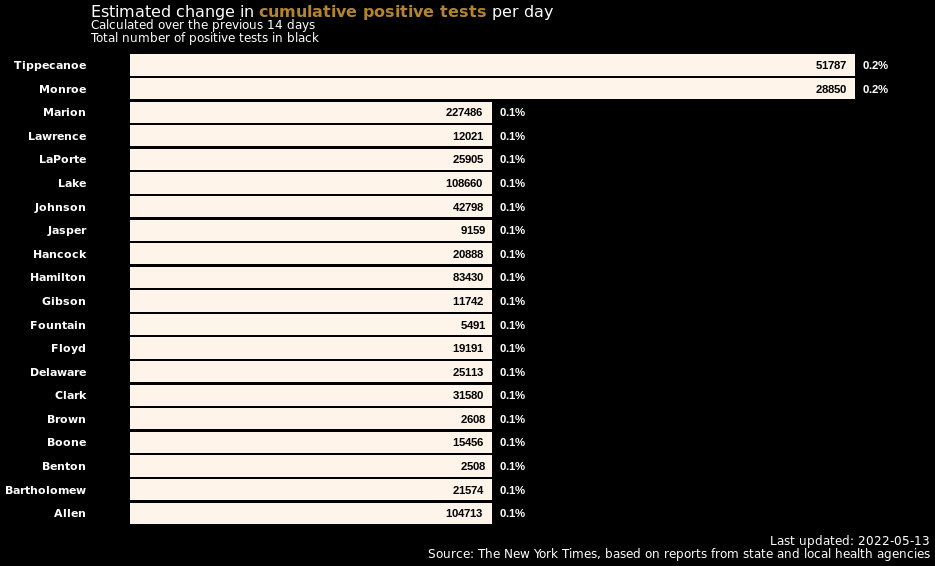 Estimated change in cumulative positive tests per day
Calculated over the previous 14 days
Total number of positive tests in black
Tippecanoe 51787 0.2%
Monroe 28850 0.2%
Marion 227486 0.1%
Lawrence 12021 0.1%
LaPorte 25905 0.1%
Lake 108660 0.1%
Johnson 42798 0.1%
Jasper 9159 0.1%
Hancock 20888 0.1%
Hamilton 83430 0.1%
Gibson 11742 0.1%
Fountain 5491 0.1%
Floyd 19191 0.1%
Delaware 25113 0.1%
Clark 31580 0.1%
Brown 2608 0.1%
Boone 15456 0.1%
Benton 2508 0.1%
Bartholomew 21574 0.1%
Allen 104713 0.1%
Last updated: 2022-05-13
Source: The New York Times, based on reports from state and local health agencies